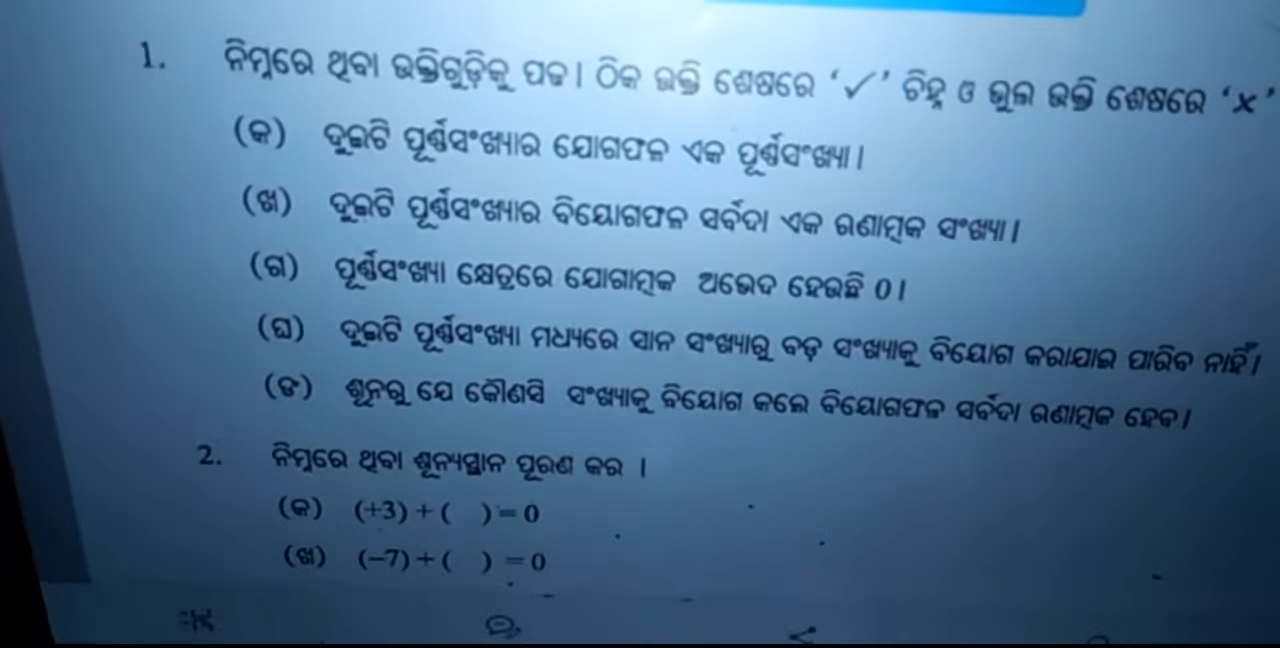 1. ନିମ୍ନରେ ଥିବା ଉକ୍ତିଗୁଡ଼ିକୁ ପଢ। ଠିକ ଉକ୍ତି ଶେଷରେ ‘✓’ ଚିହ୍ନ ଓ ଭୁଲ ଉକ୍ତି ଶେଷରେ ‘×’
(କ) ଦୁଇଟି ପୂର୍ଣ୍ଣସଂଖ୍ୟାର ଯୋଗଫଳ ଏକ ପୂର୍ଣ୍ଣସଂଖ୍ୟା।
(ଖ) ଦୁଇଟି ପୂର୍ଣ୍ଣସଂଖ୍ୟାର ବିୟୋଗଫଳ ସର୍ବଦା ଏକ ଋଣାତ୍ମକ ସଂଖ୍ୟା।
(ଗ) ପୂର୍ଣ୍ଣସଂଖ୍ୟା କ୍ଷେତ୍ରରେ ଯୋଗାତ୍ମକ ଅଭେଦ ହେଉଛି 0।
(ଘ) ଦୁଇଟି ପୂର୍ଣ୍ଣସଂଖ୍ୟା ମଧ୍ୟରେ ସାନ ସଂଖ୍ୟାରୁ ବଡ଼ ସଂଖ୍ୟାକୁ ବିୟୋଗ କରାଯାଇ ପାରିବ ନାହିଁ।
(ଙ) ଶୂନରୁ ଯେ କୌଣସି ସଂଖ୍ୟାକୁ ବିୟୋଗ କଲେ ବିୟୋଗଫଳ ସର୍ବଦା ଋଣାତ୍ମକ ହେବ।
2. ନିମ୍ନରେ ଥିବା ଶୂନ୍ୟସ୍ଥାନ ପୂରଣ କର ।
(କ) (+3) + ( ) = 0
(ଖ) (−7) + ( ) = 0